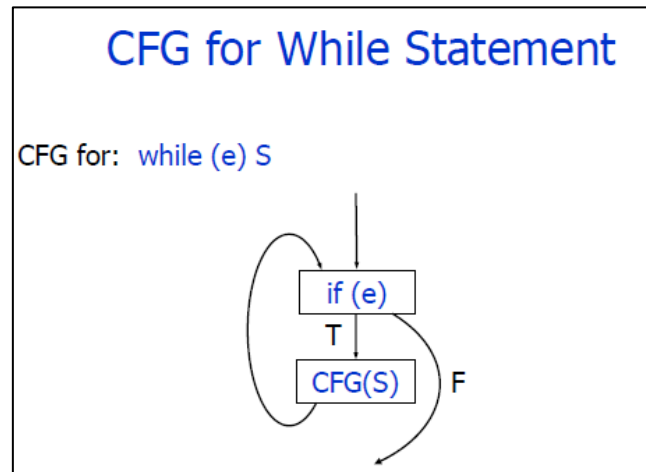 CFG for While Statement
CFG for: while (e) S
if (e)
T
CFG(S)
F